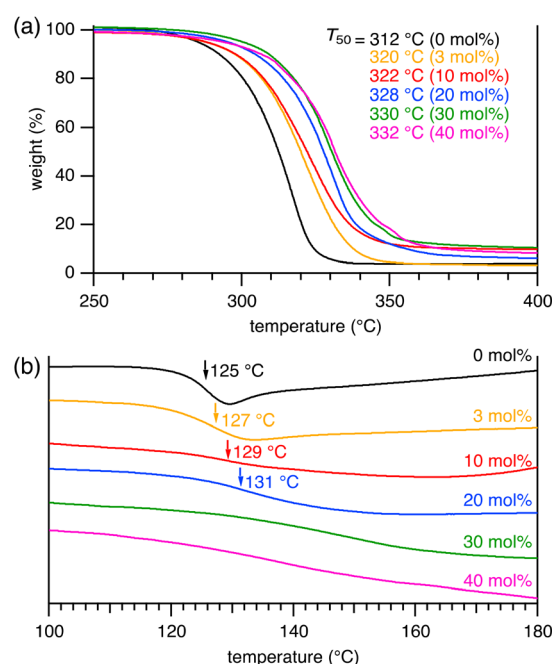 (a)
T50 = 312 °C (0 mol%)
320 °C (3 mol%)
322 °C (10 mol%)
328 °C (20 mol%)
330 °C (30 mol%)
332 °C (40 mol%)
100
80
60
40
20
0
weight (%)
250 300 350 400
temperature (°C)
(b)
0 mol%
125 °C
3 mol%
127 °C
129 °C
10 mol%
131 °C
20 mol%
30 mol%
40 mol%
100 120 140 160 180
temperature (°C)